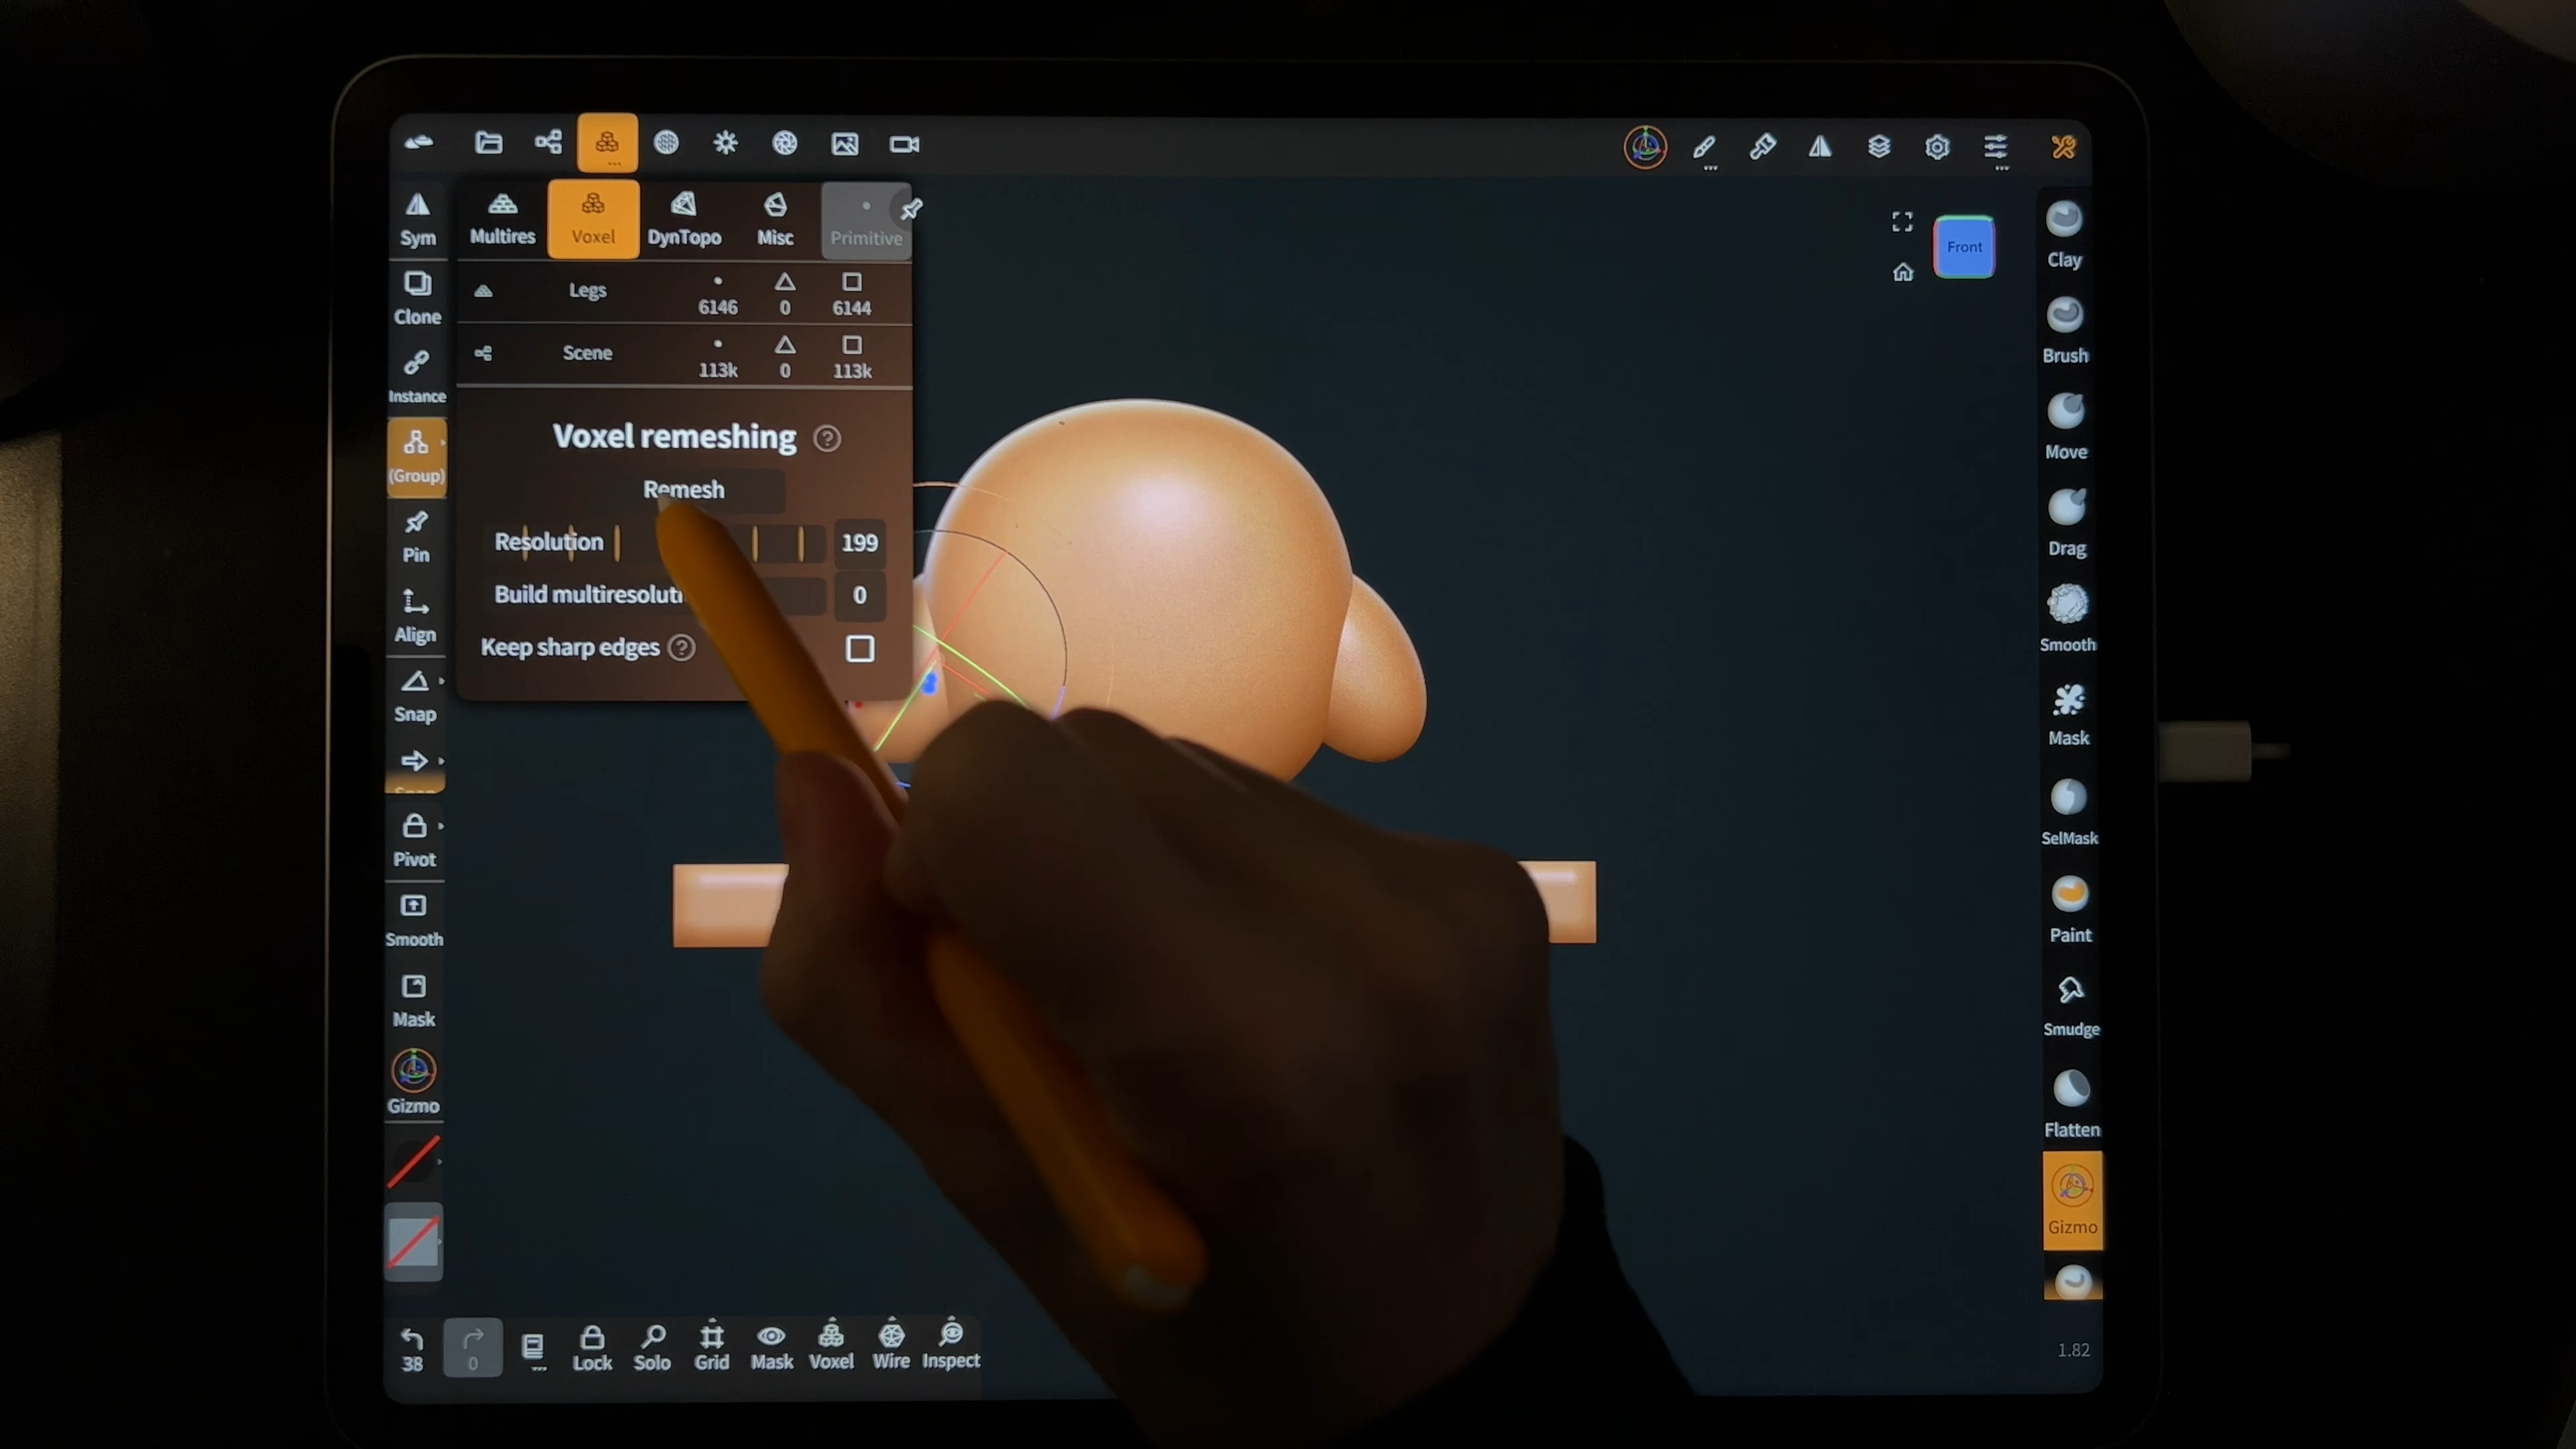 Sym
Clone
Instance
(Group)
Pin
Align
Snap
Pivot
Smooth
Mask
Gizmo
Multires Voxel DynTopo Misc Primitive
Legs 6146 0 6144
Scene 113k 0 113k
Voxel remeshing ?
Remesh
Resolution 199
Build multiresoluti 0
Keep sharp edges ?
Front
Clay
Brush
Move
Drag
Smooth
Mask
SelMask
Paint
Smudge
Flatten
Gizmo
1.82
38 0 Lock Solo Grid Mask Voxel Wire Inspect